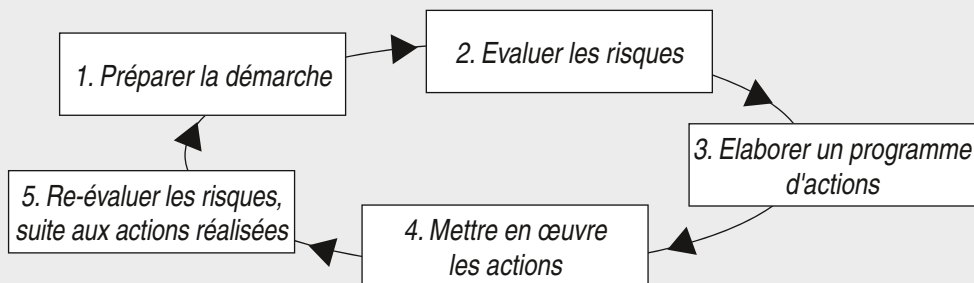 1. Préparer la démarche
2. Evaluer les risques
3. Elaborer un programme
d'actions
4. Mettre en œuvre
les actions
5. Re-évaluer les risques,
suite aux actions réalisées